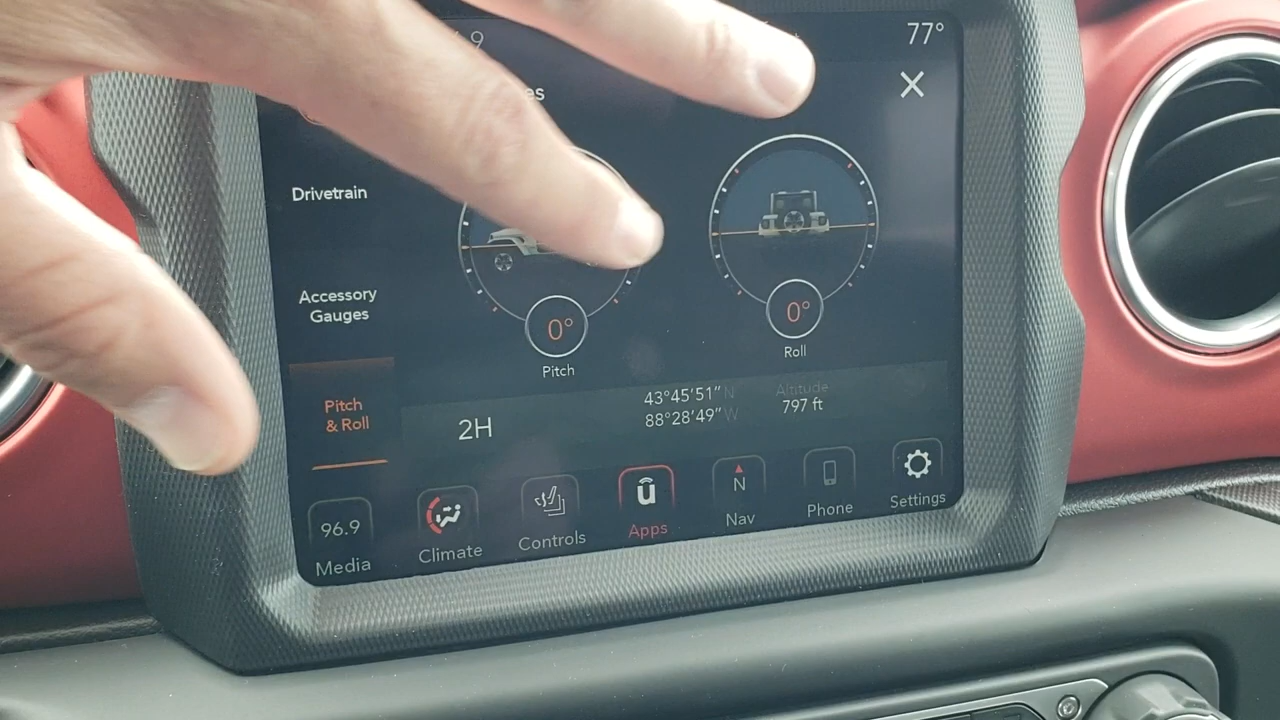 77°
Drivetrain
Accessory
Gauges
Pitch
& Roll
0°
Pitch
0°
Roll
2H
43°45'51" N
88°28'49" W
Altitude
797 ft
96.9
Media
Climate
Controls
Apps
N
Nav
Phone
Settings